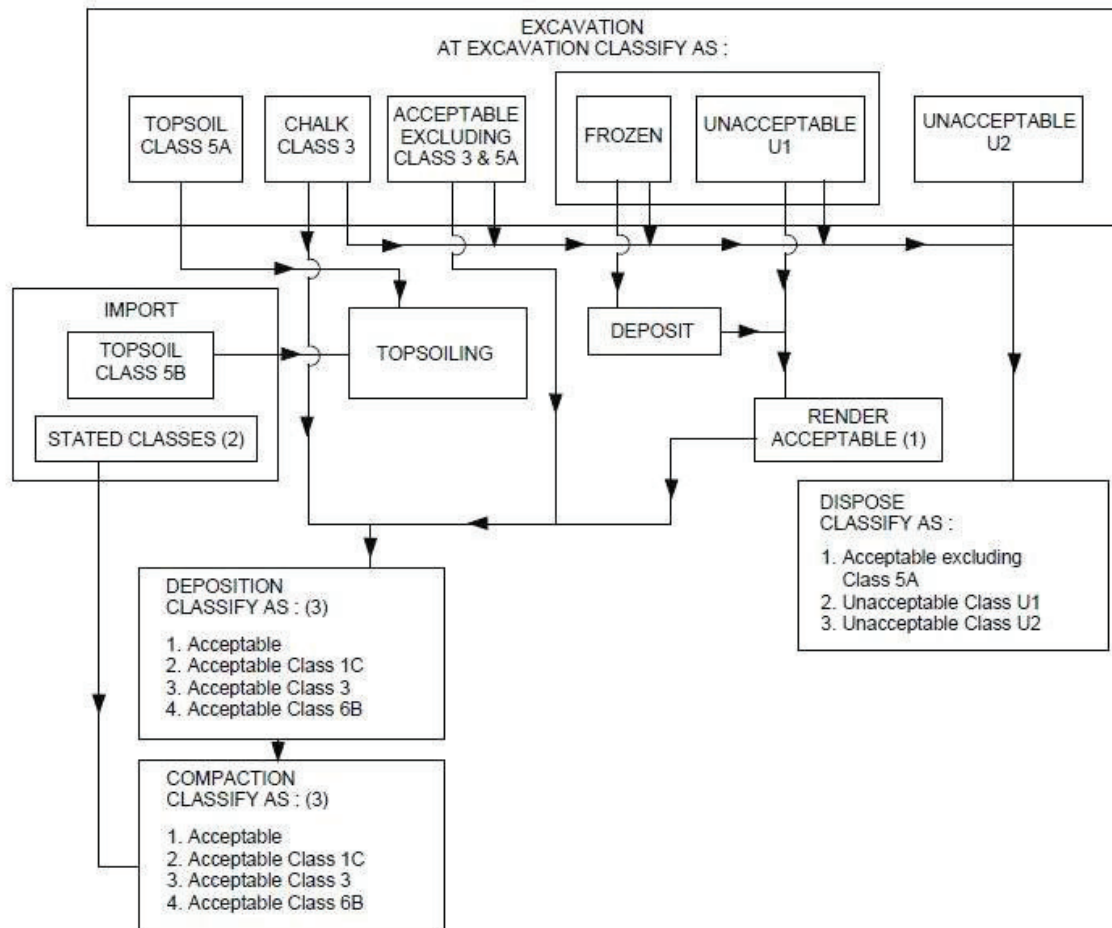 EXCAVATION
AT EXCAVATION CLASSIFY AS :
TOPSOIL
CLASS 5A
CHALK
CLASS 3
ACCEPTABLE
EXCLUDING
CLASS 3 & 5A
FROZEN
UNACCEPTABLE
U1
UNACCEPTABLE
U2
IMPORT
TOPSOIL
CLASS 5B
STATED CLASSES (2)
TOPSOILING
DEPOSIT
RENDER
ACCEPTABLE (1)
DISPOSE
CLASSIFY AS :
1. Acceptable excluding
Class 5A
2. Unacceptable Class U1
3. Unacceptable Class U2
DEPOSITION
CLASSIFY AS : (3)
1. Acceptable
2. Acceptable Class 1C
3. Acceptable Class 3
4. Acceptable Class 6B
COMPACTION
CLASSIFY AS : (3)
1. Acceptable
2. Acceptable Class 1C
3. Acceptable Class 3
4. Acceptable Class 6B